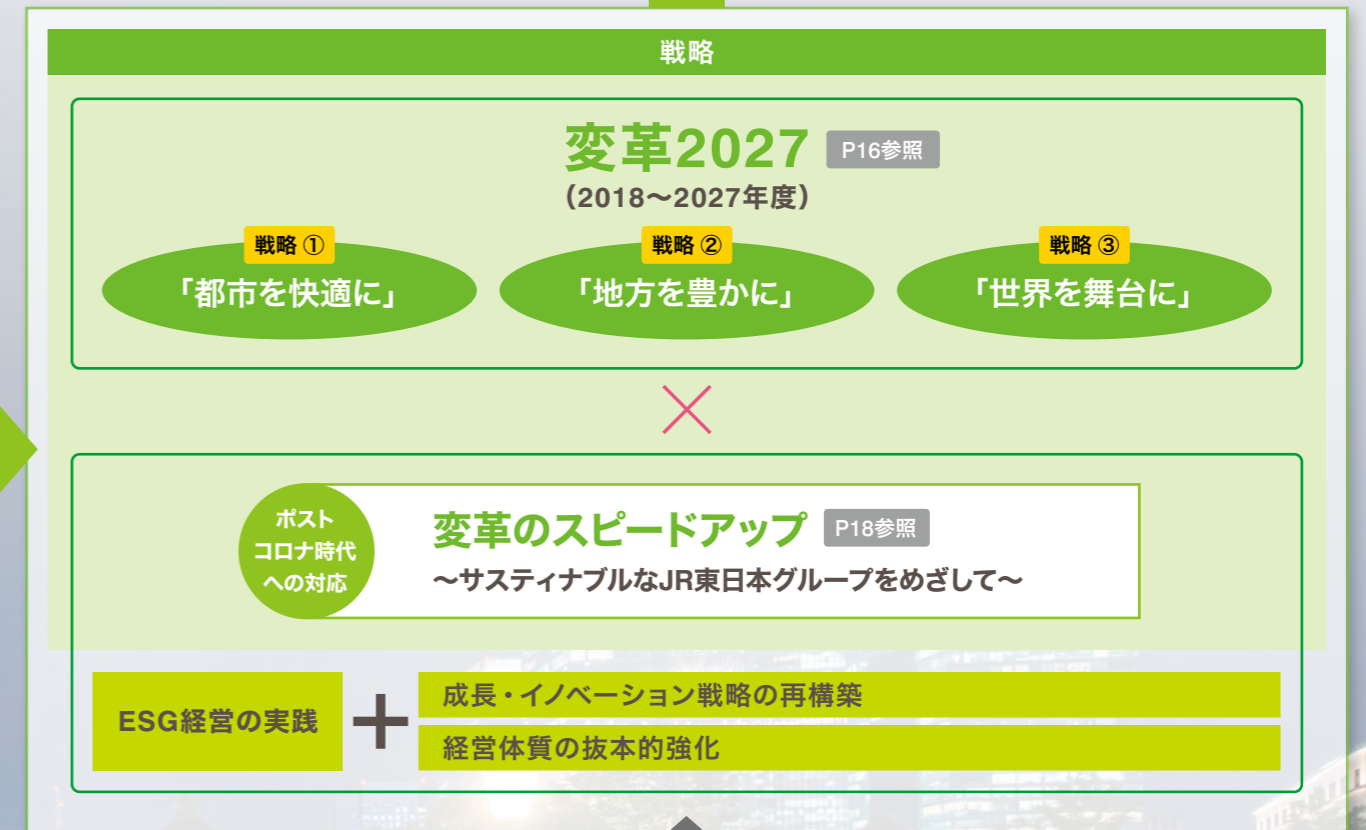 戦略
変革2027 P16参照
(2018～2027年度)
戦略 ① 戦略 ② 戦略 ③
「都市を快適に」 「地方を豊かに」 「世界を舞台に」
×
ポスト
コロナ時代
への対応
変革のスピードアップ P18参照
～サスティナブルなJR東日本グループをめざして～
ESG経営の実践
+
成長・イノベーション戦略の再構築
経営体質の抜本的強化